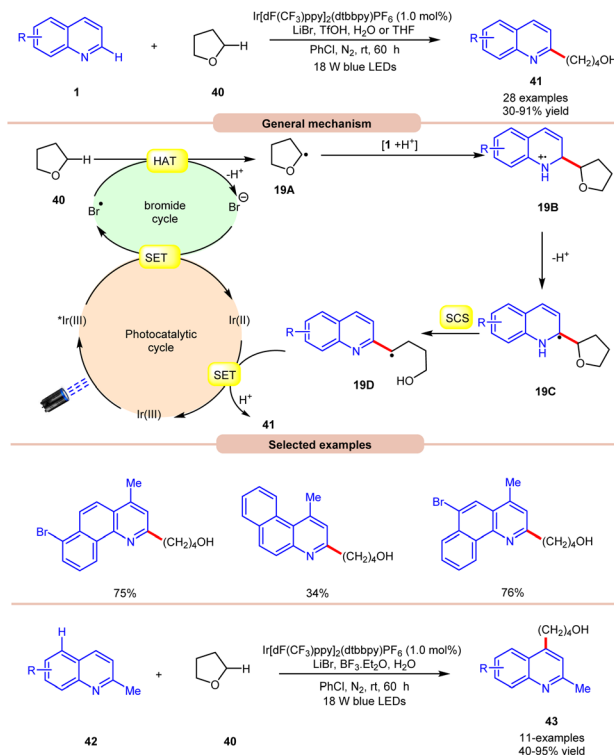 Ir[dF(CF3)ppy]2(dtbbpy)PF6 (1.0 mol%)
LiBr, TfOH, H2O or THF
PhCl, N2, rt, 60 h
18 W blue LEDs
R
N
H
+
O
H
R
N
(CH2)4OH
1
40
41
28 examples
30-91% yield
General mechanism
O
H
40
HAT
-H+
O
19A
[1 +H+]
R
N
H
+•
O
19B
Br•
bromide
cycle
Br⊖
SET
-H+
*Ir(III)
Ir(II)
Photocatalytic
cycle
SET
Ir(III)
H+
41
R
N
HO
19D
SCS
R
N
H
O
19C
Selected examples
Me
Br
N
(CH2)4OH
75%
Me
N
(CH2)4OH
34%
Br
Me
N
(CH2)4OH
76%
H
R
N
Me
42
+
O
H
40
Ir[dF(CF3)ppy]2(dtbbpy)PF6 (1.0 mol%)
LiBr, BF3.Et2O, H2O
PhCl, N2, rt, 60 h
18 W blue LEDs
(CH2)4OH
R
N
Me
43
11-examples
40-95% yield